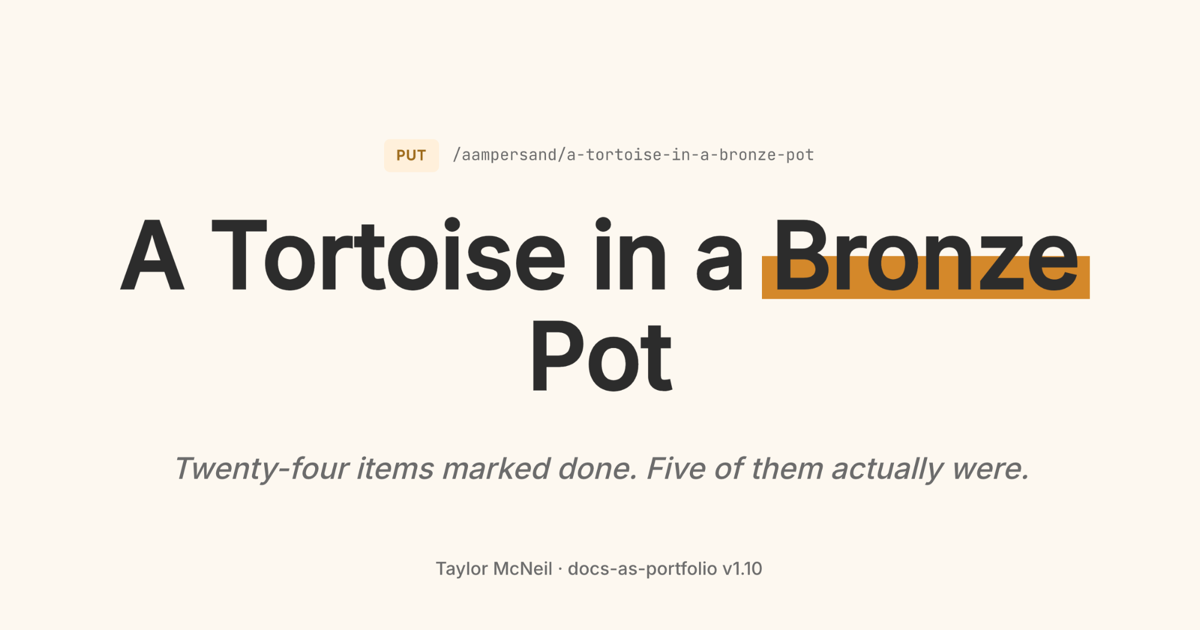 PUT /aampersand/a-tortoise-in-a-bronze-pot
A Tortoise in a Bronze
Pot
Twenty-four items marked done. Five of them actually were.
Taylor McNeil · docs-as-portfolio v1.10